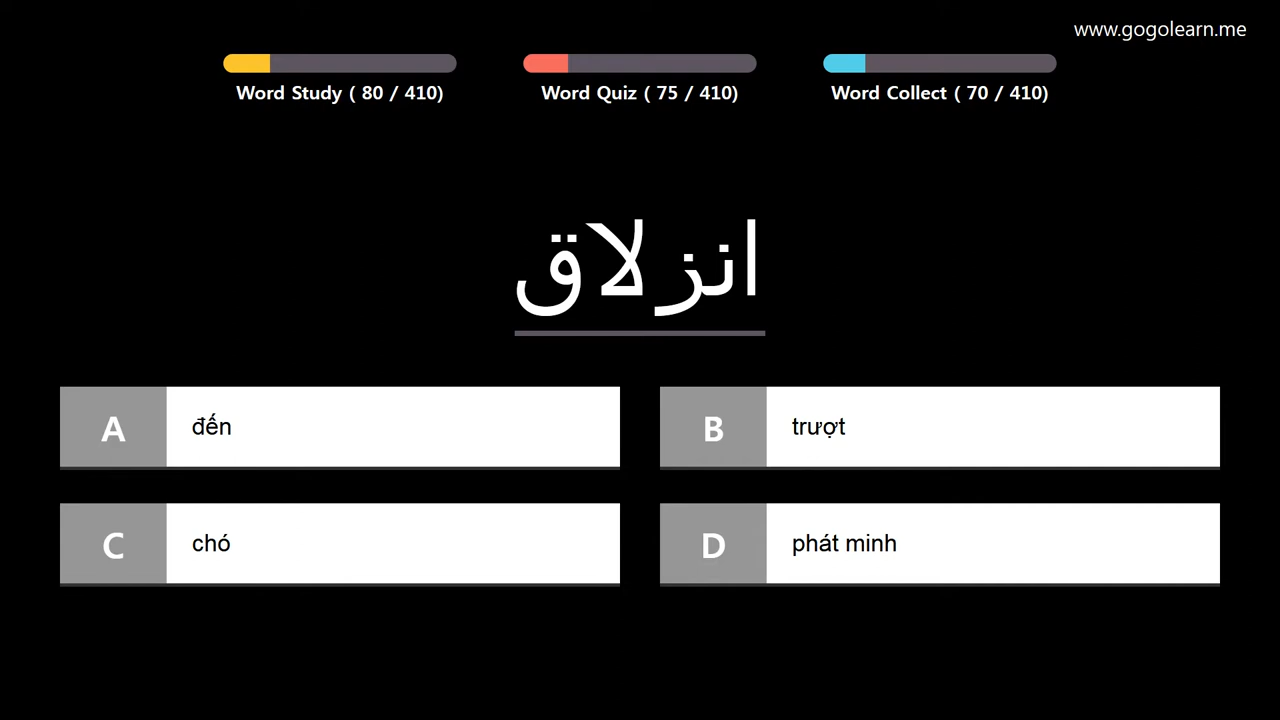 www.gogolearn.me
Word Study ( 80 / 410)
Word Quiz ( 75 / 410)
Word Collect ( 70 / 410)
انزلاق
A
đến
B
trượt
C
chó
D
phát minh